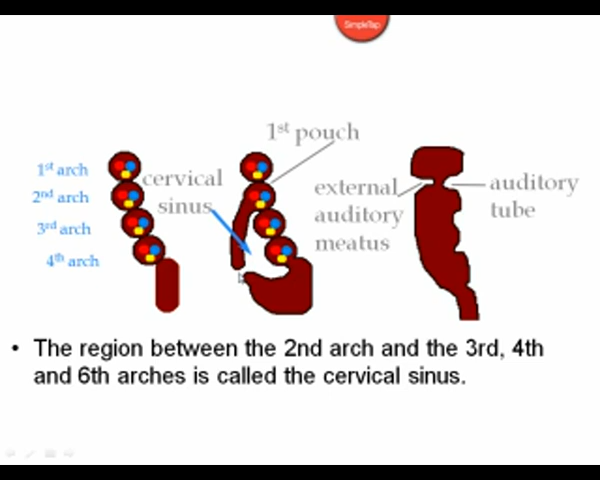 SimpleTap
1st pouch
1st arch
2nd arch
3rd arch
4th arch
cervical
sinus
external
auditory
meatus
auditory
tube
• The region between the 2nd arch and the 3rd, 4th
and 6th arches is called the cervical sinus.